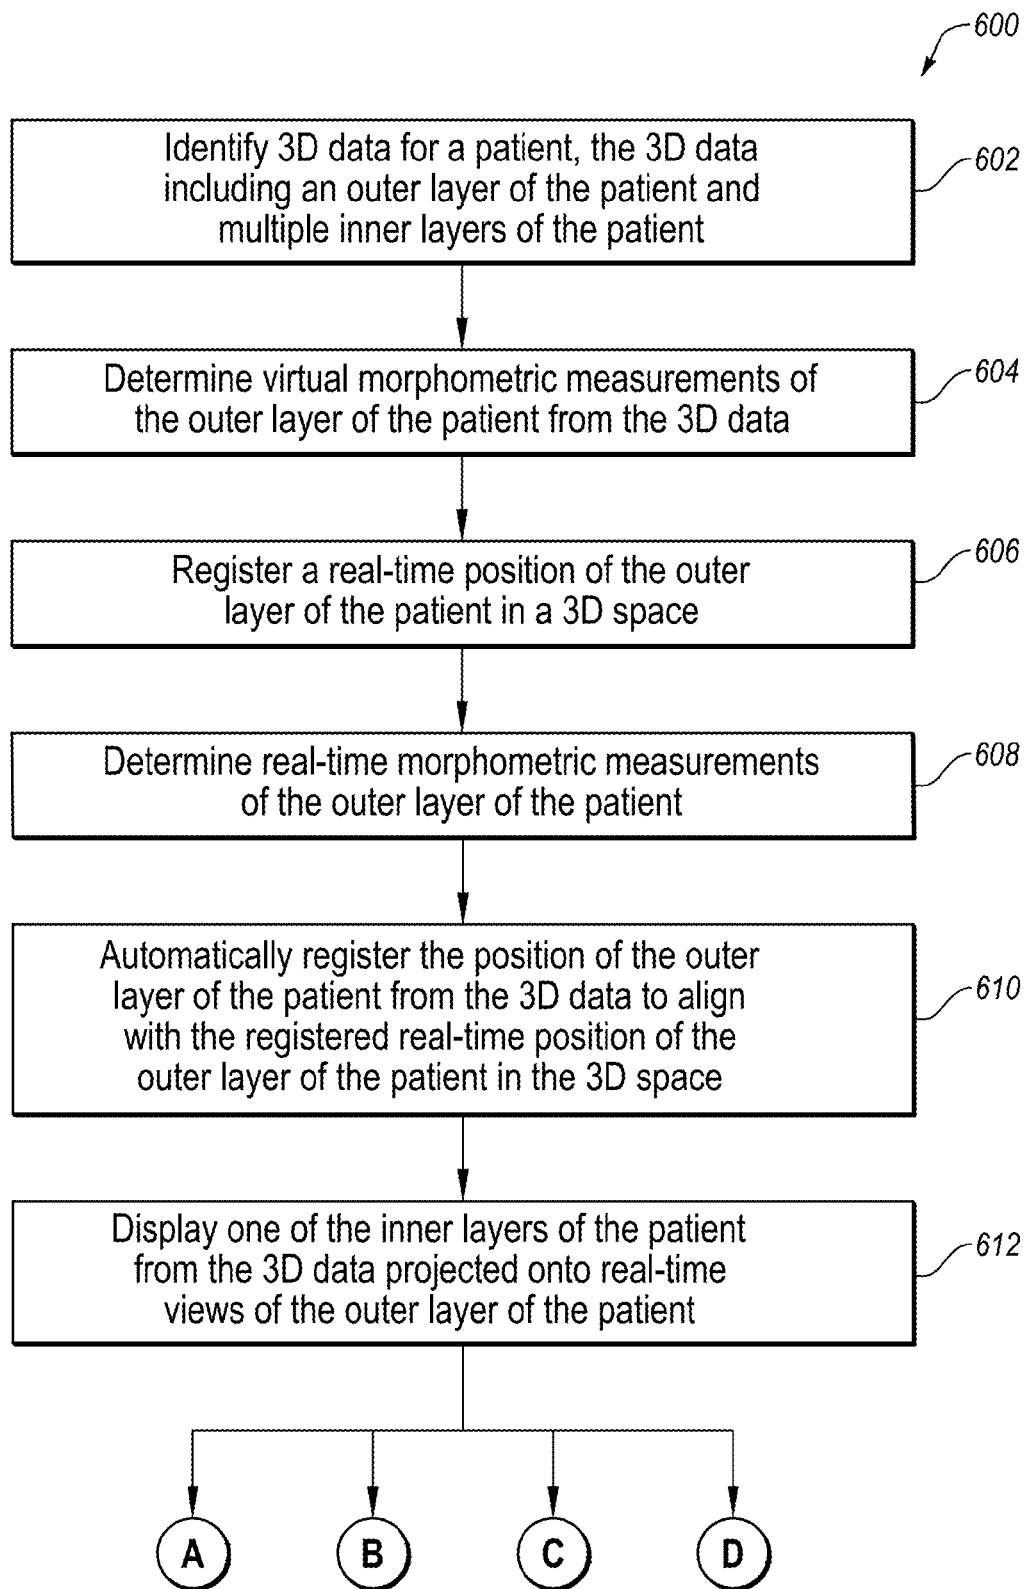 600
Identify 3D data for a patient, the 3D data
including an outer layer of the patient and
multiple inner layers of the patient
602
Determine virtual morphometric measurements of
the outer layer of the patient from the 3D data
604
Register a real-time position of the outer
layer of the patient in a 3D space
606
Determine real-time morphometric measurements
of the outer layer of the patient
608
Automatically register the position of the outer
layer of the patient from the 3D data to align
with the registered real-time position of the
outer layer of the patient in the 3D space
610
Display one of the inner layers of the patient
from the 3D data projected onto real-time
views of the outer layer of the patient
612
A B C D